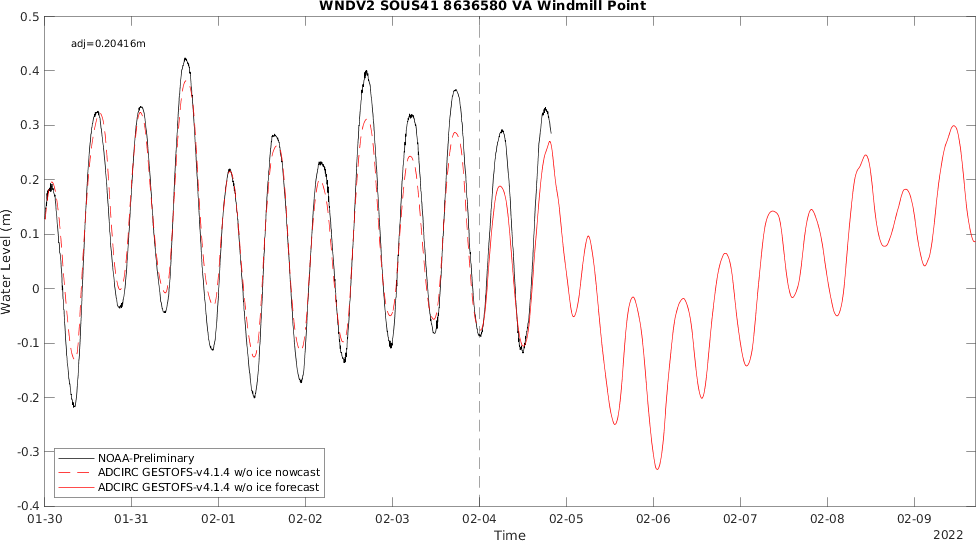 WNDV2 SOUS41 8636580 VA Windmill Point
adj=0.20416m
0.5
0.4
0.3
0.2
0.1
0
-0.1
-0.2
-0.3
-0.4
Water Level (m)
NOAA-Preliminary
ADCIRC GESTOFS-v4.1.4 w/o ice nowcast
ADCIRC GESTOFS-v4.1.4 w/o ice forecast
01-30 01-31 02-01 02-02 02-03 02-04 02-05 02-06 02-07 02-08 02-09
Time
2022